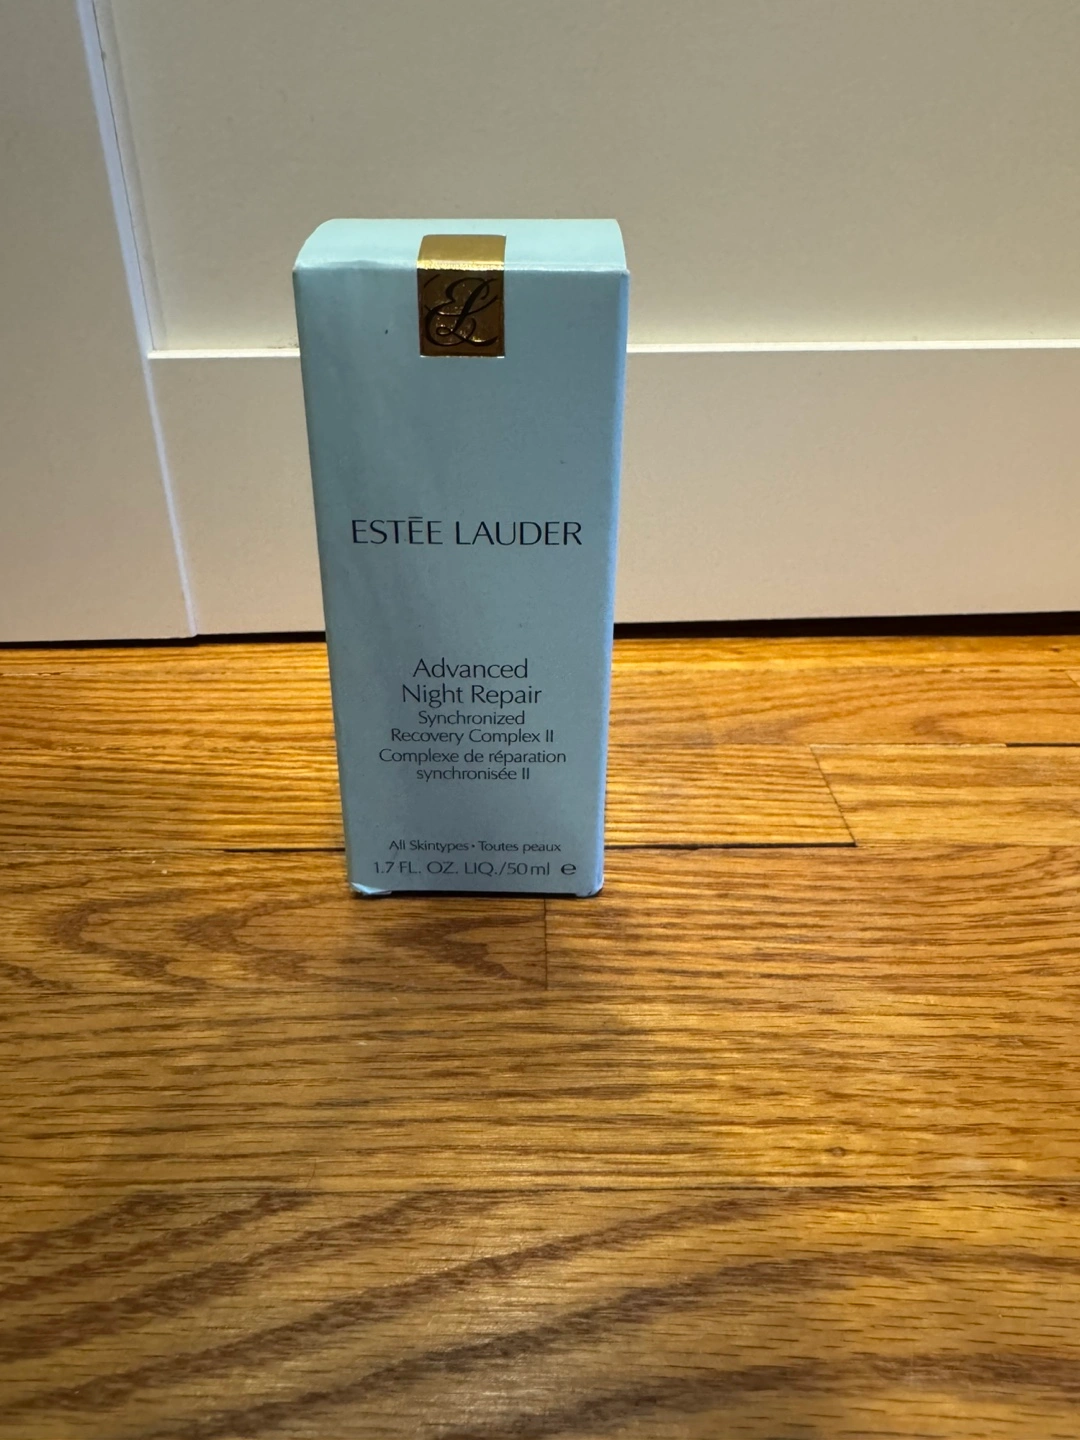 EL
ESTĒE LAUDER
Advanced
Night Repair
Synchronized
Recovery Complex II
Complexe de réparation
synchronisée II
All Skintypes • Toutes peaux
1.7 FL. OZ. LIQ./50 ml ℮